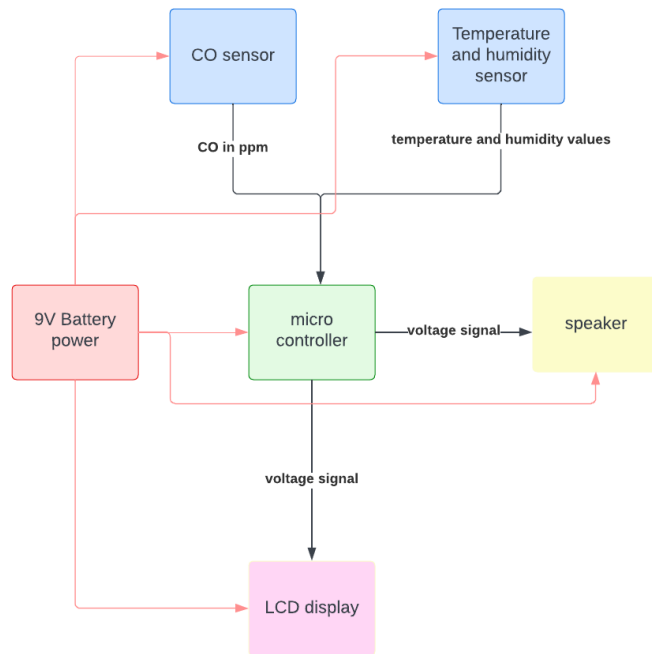 CO sensor
Temperature
and humidity
sensor
CO in ppm
temperature and humidity values
9V Battery
power
micro
controller
voltage signal
speaker
voltage signal
LCD display